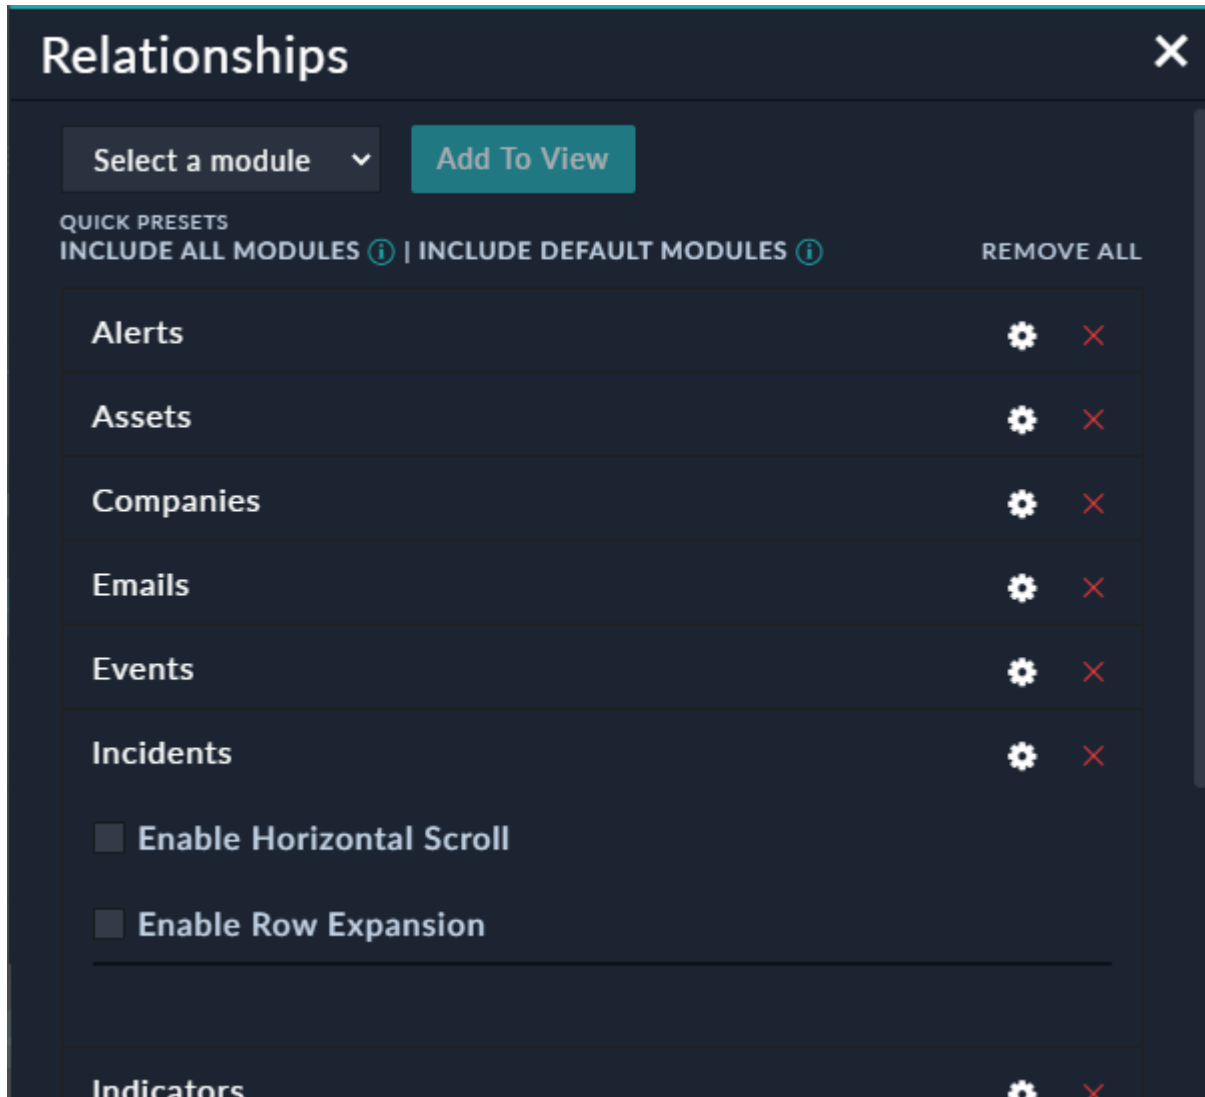 Relationships
Select a module Add To View
QUICK PRESETS
INCLUDE ALL MODULES | INCLUDE DEFAULT MODULES REMOVE ALL
Alerts
Assets
Companies
Emails
Events
Incidents
Enable Horizontal Scroll
Enable Row Expansion
Indicators